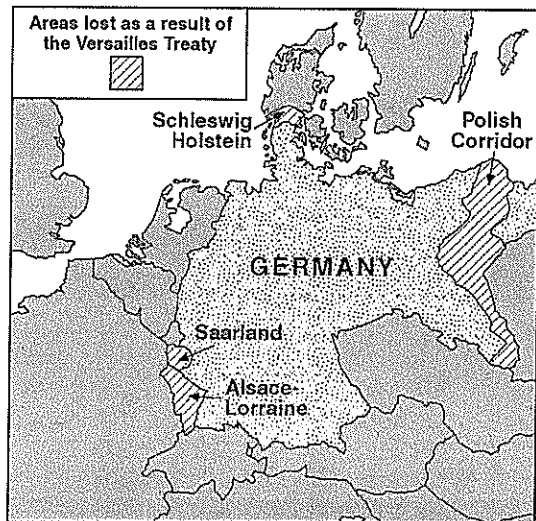 Areas lost as a result of
the Versailles Treaty
Schleswig
Holstein
Polish
Corridor
GERMANY
Saarland
Alsace-
Lorraine